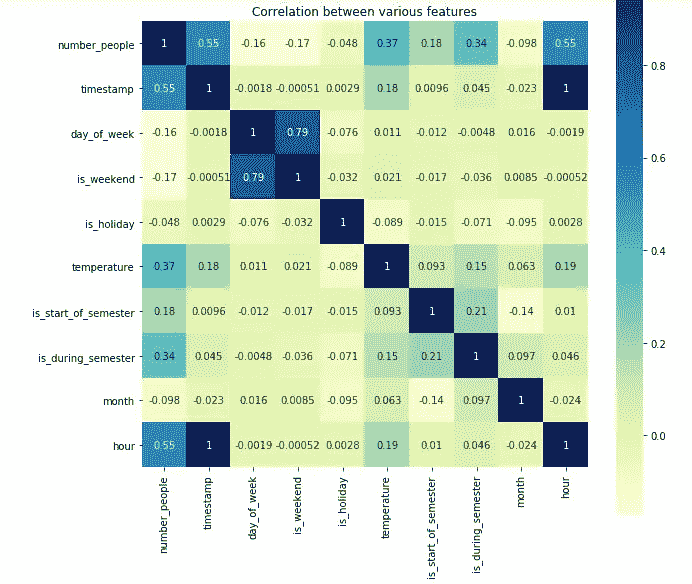 Correlation between various features
number_people 1 0.55 -0.16 -0.17 -0.048 0.37 0.18 0.34 -0.098 0.55
timestamp 0.55 1 -0.0018 -0.00051 0.0029 0.18 0.0096 0.045 -0.023 1
day_of_week -0.16 -0.0018 1 0.79 -0.076 0.011 -0.012 -0.0048 0.016 -0.0019
is_weekend -0.17 -0.00051 0.79 1 -0.032 0.021 -0.017 -0.036 0.0085 -0.00052
is_holiday -0.048 0.0029 -0.076 -0.032 1 -0.089 -0.015 -0.071 -0.095 0.0028
temperature 0.37 0.18 0.011 0.021 -0.089 1 0.093 0.15 0.063 0.19
is_start_of_semester 0.18 0.0096 -0.012 -0.017 -0.015 0.093 1 0.21 -0.14 0.01
is_during_semester 0.34 0.045 -0.0048 -0.036 -0.071 0.15 0.21 1 0.097 0.046
month -0.098 -0.023 0.016 0.0085 -0.095 0.063 -0.14 0.097 1 -0.024
hour 0.55 1 -0.0019 -0.00052 0.0028 0.19 0.01 0.046 -0.024 1
number_people
timestamp
day_of_week
is_weekend
is_holiday
temperature
is_start_of_semester
is_during_semester
month
hour
0.8
0.6
0.4
0.2
0.0